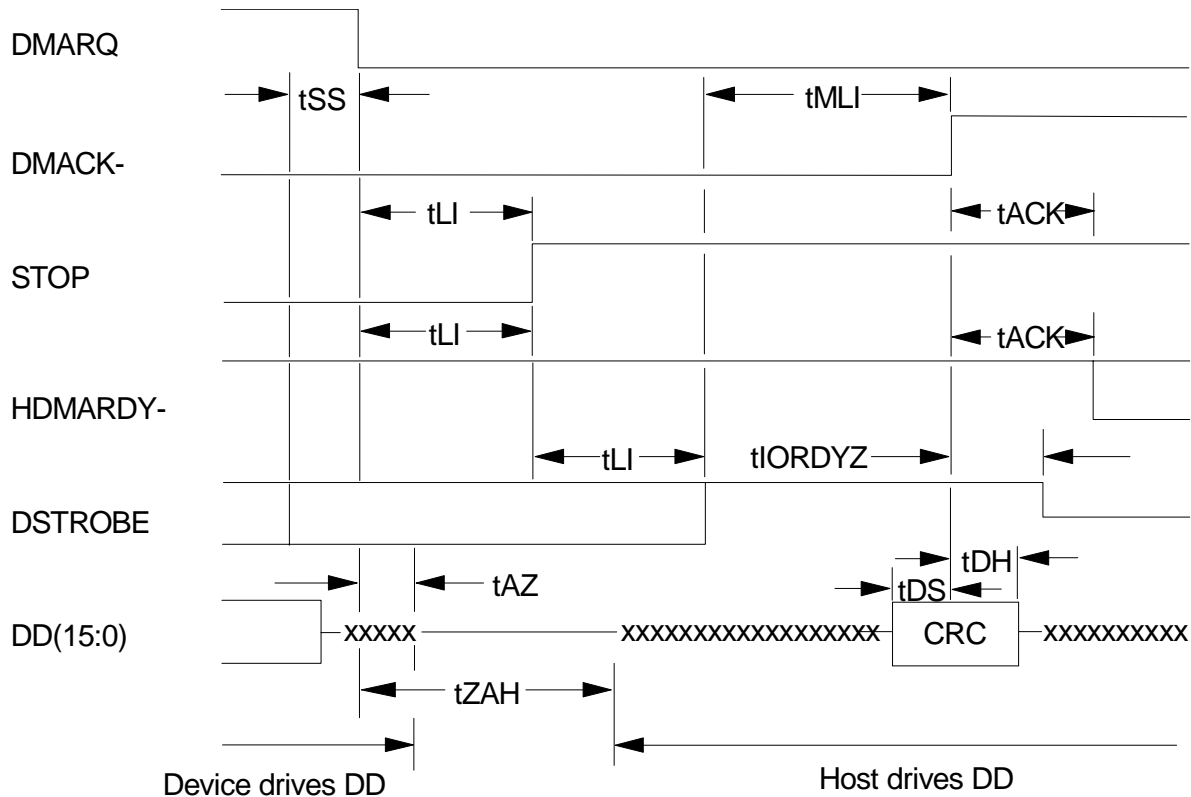 DMARQ
tSS
tMLI
DMACK-
tLI
tACK
STOP
tLI
tACK
HDMARDY-
tLI
tIORDYZ
DSTROBE
tDH
tAZ
tDS
DD(15:0)
xxxxx
xxxxxxxxxxxxxxxxxx
CRC
xxxxxxxxxx
tZAH
Device drives DD
Host drives DD